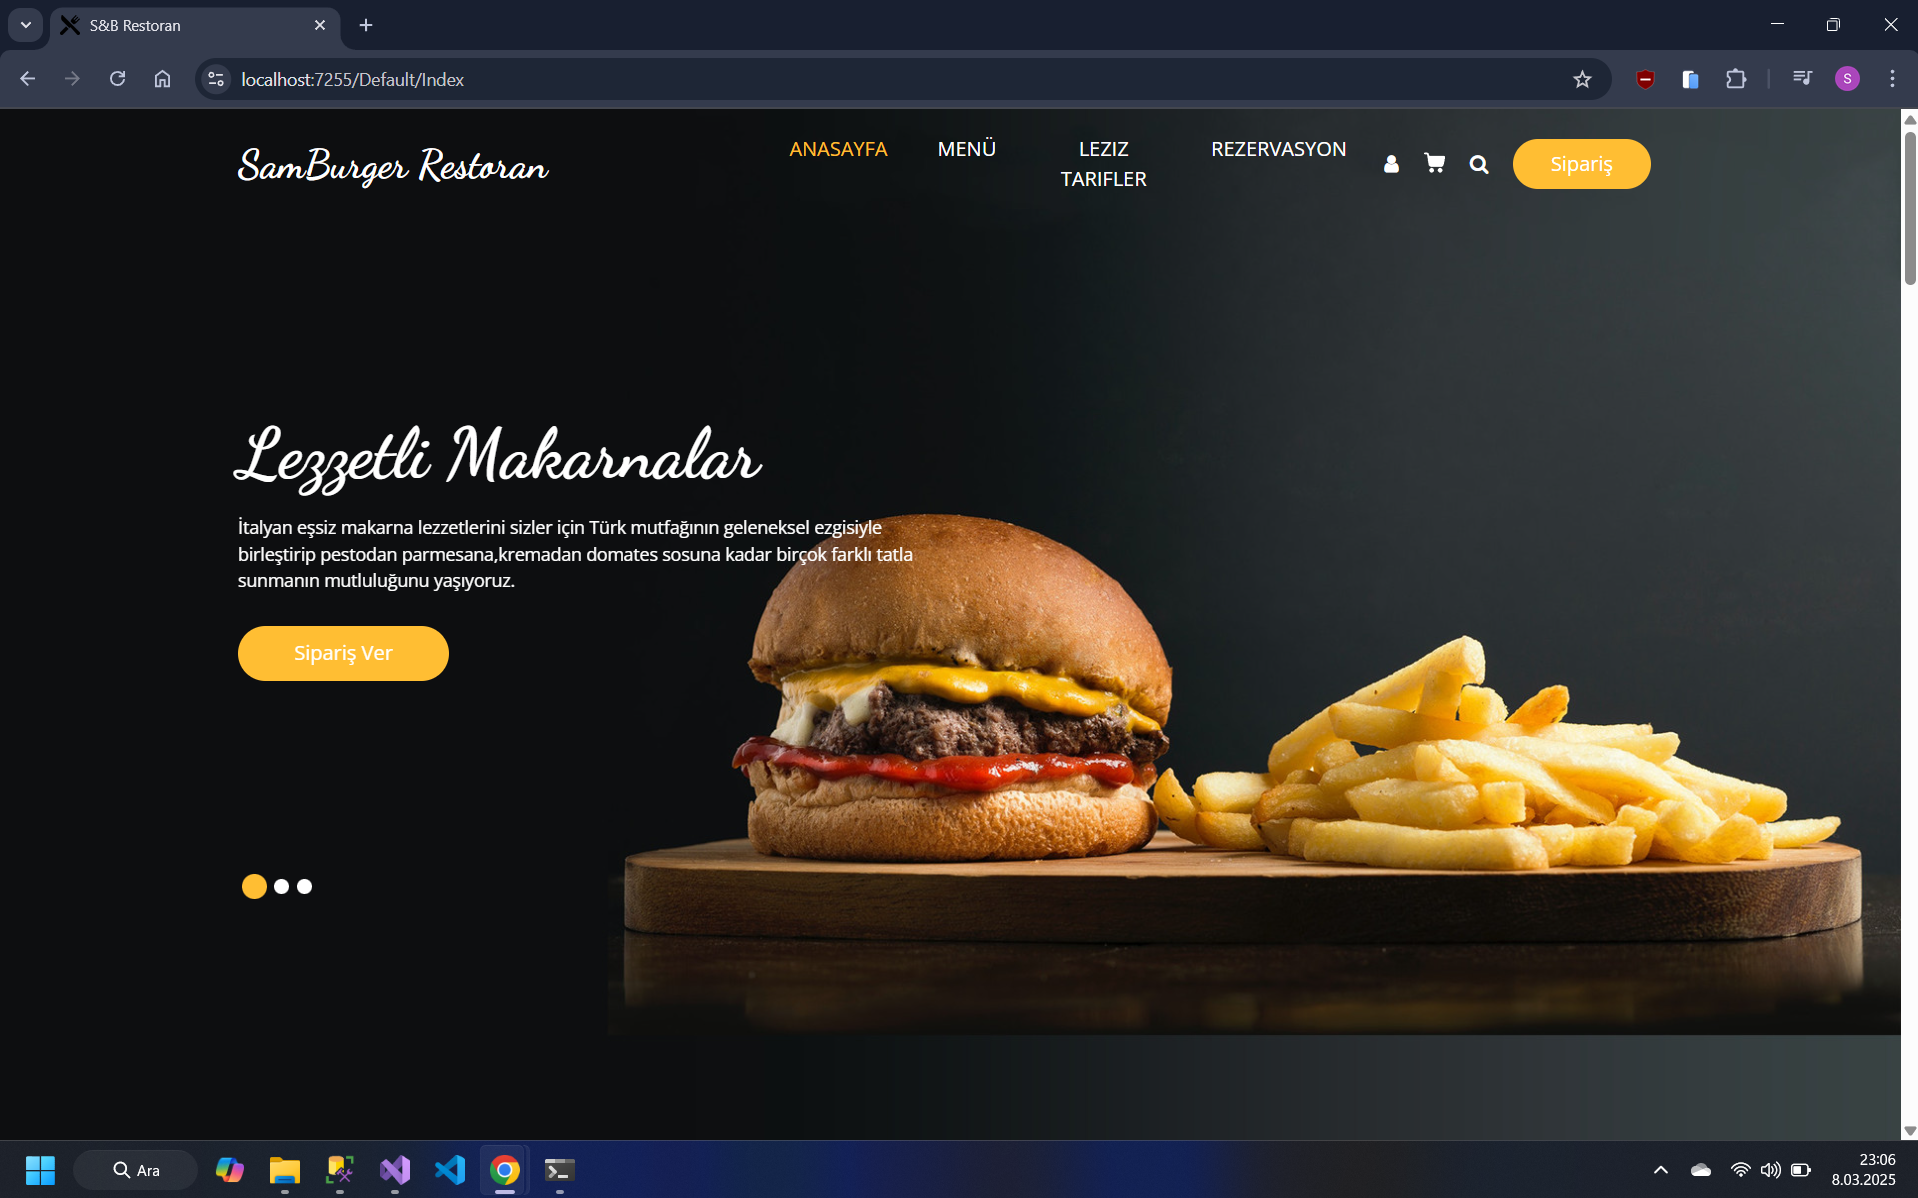 S&B Restoran
localhost:7255/Default/Index
S
SamBurger Restoran
ANASAYFA
MENÜ
LEZIZ
TARIFLER
REZERVASYON
Sipariş
Lezzetli Makarnalar
İtalyan eşsiz makarna lezzetlerini sizler için Türk mutfağının geleneksel ezgisiyle
birleştirip pestodan parmesana,kremadan domates sosuna kadar birçok farklı tatla
sunmanın mutluluğunu yaşıyoruz.
Sipariş Ver
Ara
23:06
8.03.2025